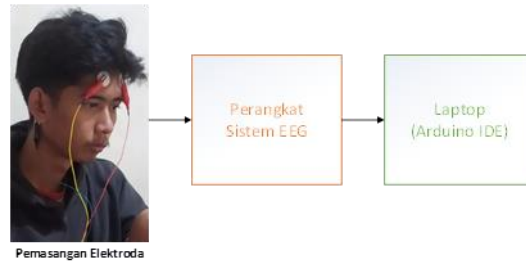 Perangkat
Sistem EEG
Laptop
(Arduino IDE)
Pemasangan Elektroda